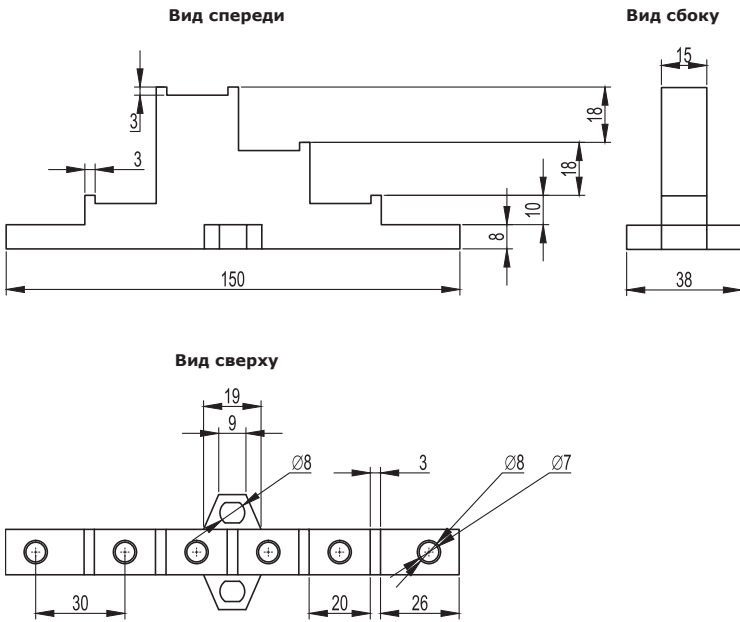 Вид спереди
Вид сбоку
15
3
18
3
18
10
8
150
38
Вид сверху
19
9
Ø8
3
Ø8
Ø7
30
20
26